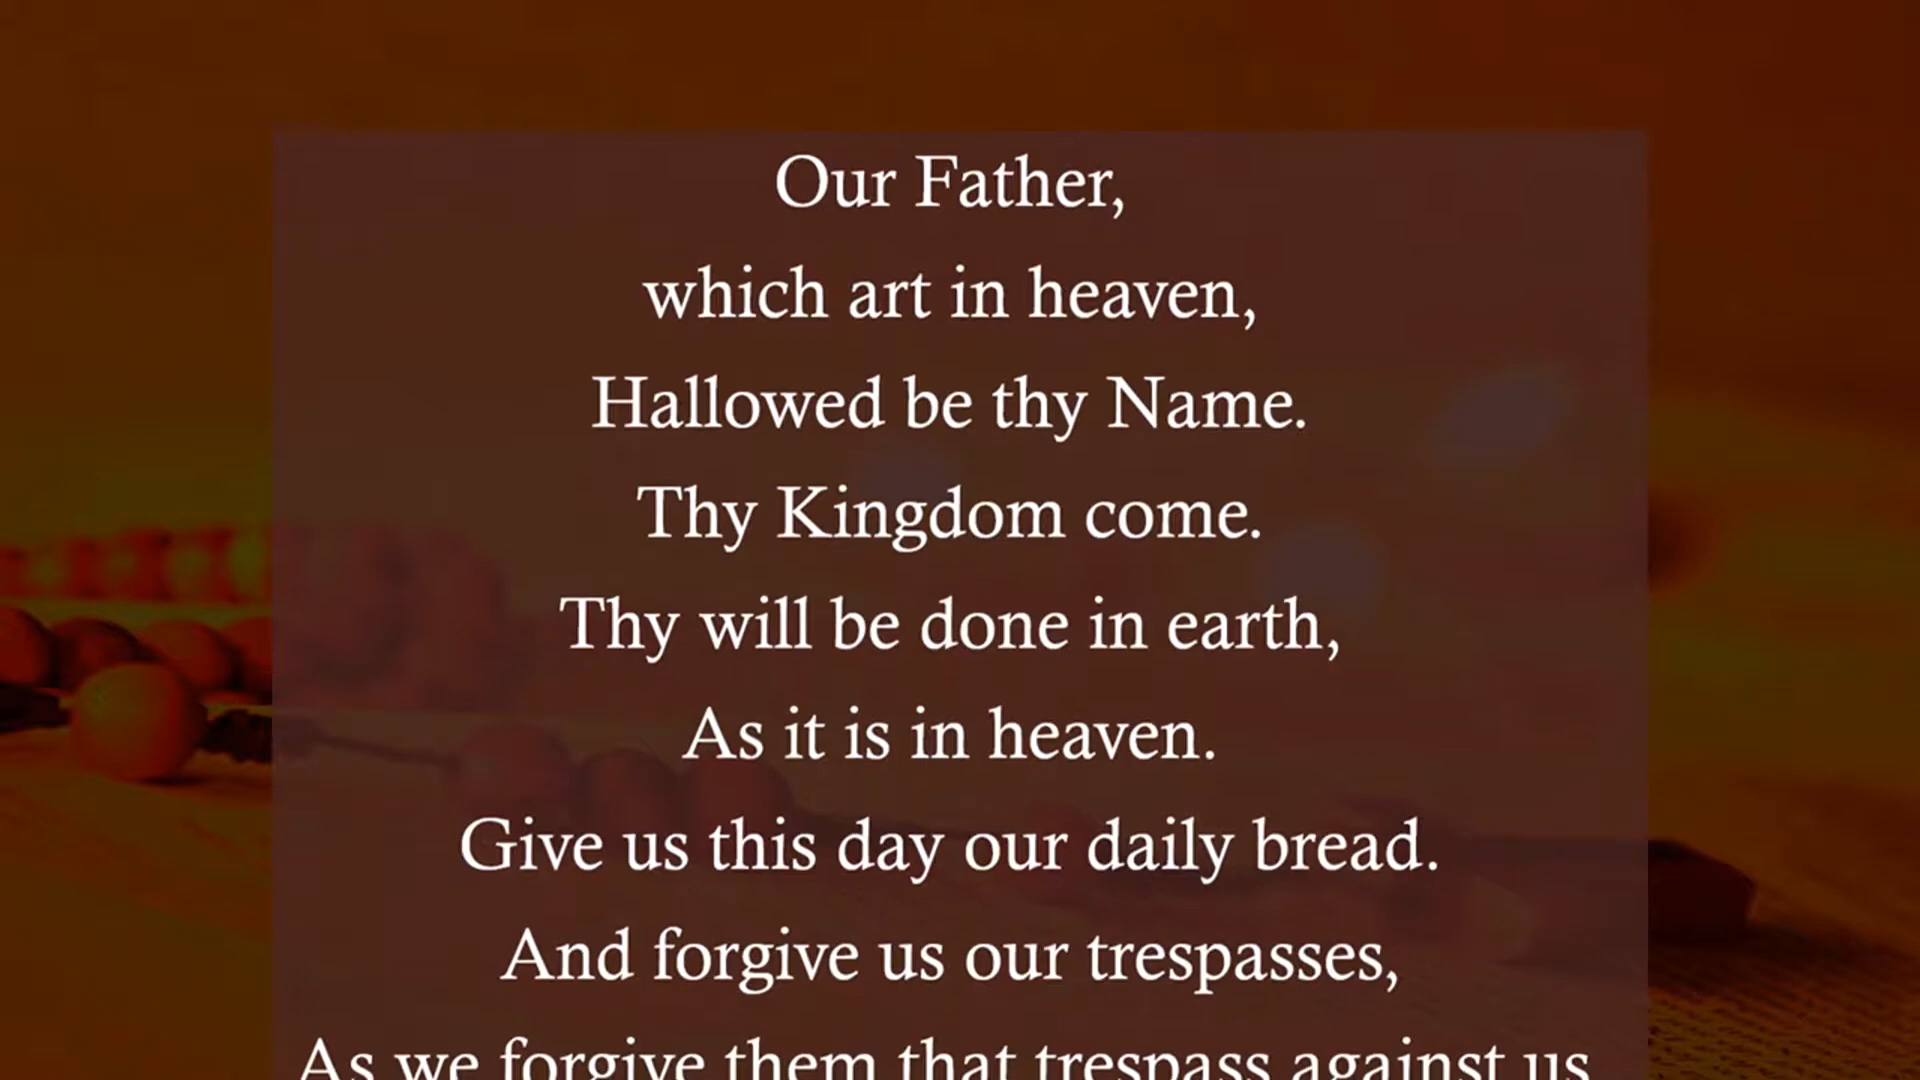 Our Father,
which art in heaven,
Hallowed be thy Name.
Thy Kingdom come.
Thy will be done in earth,
As it is in heaven.
Give us this day our daily bread.
And forgive us our trespasses,
As we forgive them that trespass against us